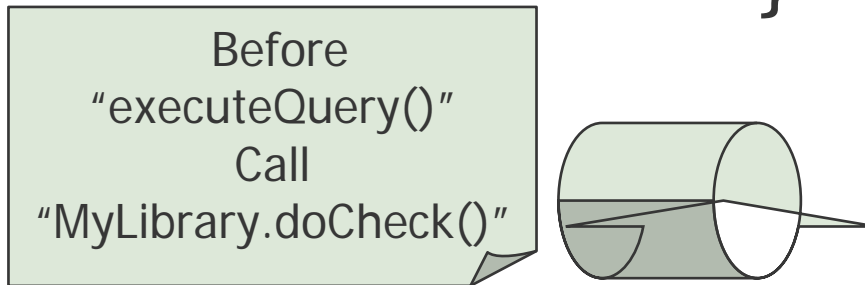 }
Before
“executeQuery()”
Call
“MyLibrary.doCheck()”